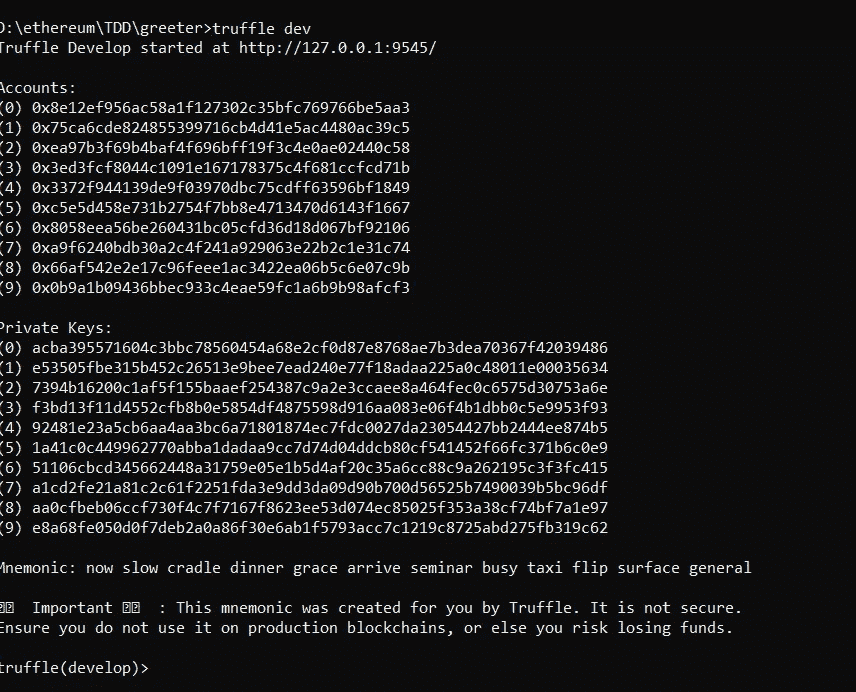 D:\ethereum\TDD\greeter>truffle dev
Truffle Develop started at http://127.0.0.1:9545/
Accounts:
(0) 0x8e12ef956ac58a1f127302c35bfc769766be5aa3
(1) 0x75ca6cde824855399716cb4d41e5ac4480ac39c5
(2) 0xea97b3f69b4baf4f696bff19f3c4e0ae02440c58
(3) 0x3ed3fcf8044c1091e167178375c4f681ccfcd71b
(4) 0x3372f944139de9f03970dbc75cdff63596bf1849
(5) 0xc5e5d458e731b2754f7bb8e4713470d6143f1667
(6) 0x8058eea56be260431bc05cfd36d18d067bf92106
(7) 0xa9f6240bdb30a2c4f241a929063e22b2c1e31c74
(8) 0x66af542e2e17c96feee1ac3422ea06b5c6e07c9b
(9) 0x0b9a1b09436bbec933c4eae59fc1a6b9b98afcf3
Private Keys:
(0) acba395571604c3bbc78560454a68e2cf0d87e8768ae7b3dea70367f42039486
(1) e53505fbe315b452c26513e9bee7ead240e77f18adaa225a0c48011e00035634
(2) 7394b16200c1af5f155baaef254387c9a2e3ccaee8a464fec0c6575d30753a6e
(3) f3bd13f11d4552cfb8b0e5854df4875598d916aa083e06f4b1dbb0c5e9953f93
(4) 92481e23a5cb6aa4aa3bc6a71801874ec7fdc0027da23054427bb2444ee874b5
(5) 1a41c0c449962770abba1dadaa9cc7d74d04ddcb80cf541452f66fc371b6c0e9
(6) 51106cbcd345662448a31759e05e1b5d4af20c35a6cc88c9a262195c3f3fc415
(7) a1cd2fe21a81c2c61f2251fda3e9dd3da09d90b700d56525b7490039b5bc96df
(8) aa0cfbeb06ccf730f4c7f7167f8623ee53d074ec85025f353a38cf74bf7a1e97
(9) e8a68fe050d0f7deb2a0a86f30e6ab1f5793acc7c1219c8725abd275fb319c62
Mnemonic: now slow cradle dinner grace arrive seminar busy taxi flip surface general
Important : This mnemonic was created for you by Truffle. It is not secure.
Ensure you do not use it on production blockchains, or else you risk losing funds.
truffle(develop)>